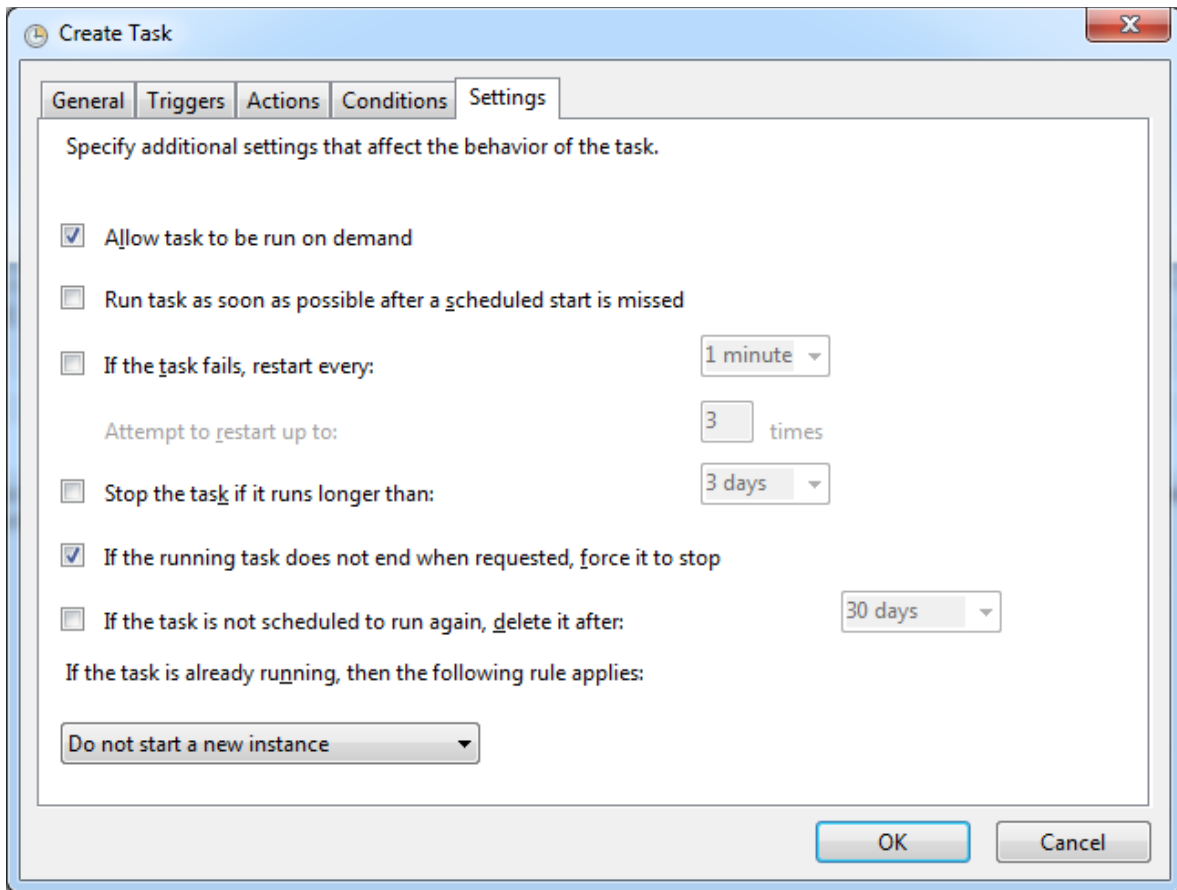 Create Task
General Triggers Actions Conditions Settings
Specify additional settings that affect the behavior of the task.
Allow task to be run on demand
Run task as soon as possible after a scheduled start is missed
If the task fails, restart every: 1 minute
Attempt to restart up to: 3 times
Stop the task if it runs longer than: 3 days
If the running task does not end when requested, force it to stop
If the task is not scheduled to run again, delete it after: 30 days
If the task is already running, then the following rule applies:
Do not start a new instance
OK Cancel